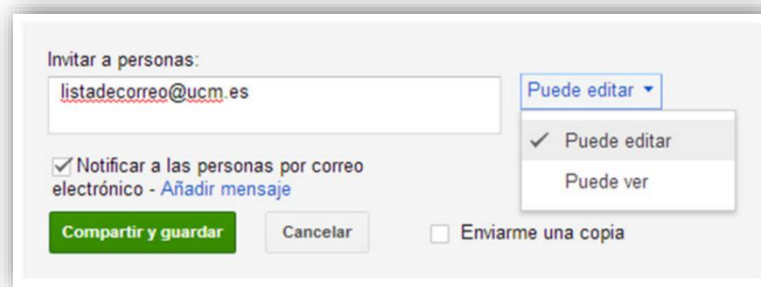 Invitar a personas:
listadecorreo@ucm.es
Puede editar
Puede editar
Puede ver
Notificar a las personas por correo
electrónico - Añadir mensaje
Compartir y guardar
Cancelar
Enviarme una copia